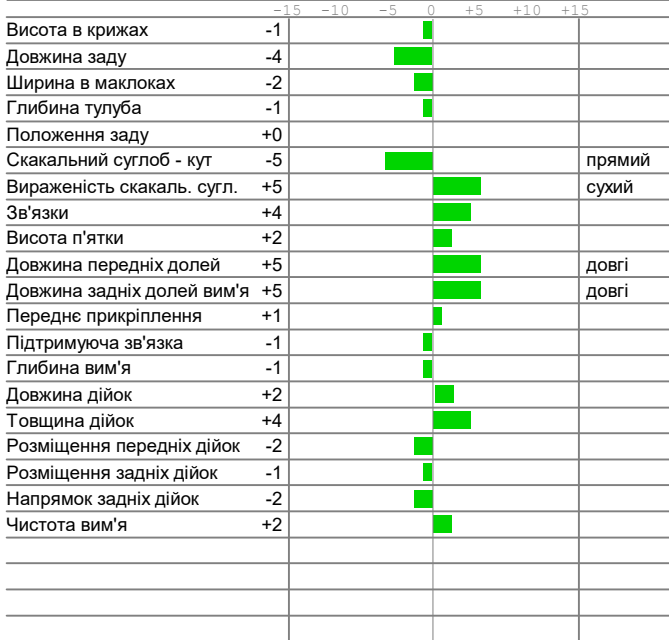 -15 -10 -5 0 +5 +10 +15
Висота в крижах -1
Довжина заду -4
Ширина в маклоках -2
Глибина тулуба -1
Положення заду +0
Скакальний суглоб - кут -5 прямий
Вираженість скакаль. сугл. +5 сухий
Зв'язки +4
Висота п'ятки +2
Довжина передніх долей +5 довгі
Довжина задніх долей вим'я +5 довгі
Переднє прикріплення +1
Підтримуюча зв'язка -1
Глибина вим'я -1
Довжина дійок +2
Товщина дійок +4
Розміщення передніх дійок -2
Розміщення задніх дійок -1
Напрямок задніх дійок -2
Чистота вим'я +2